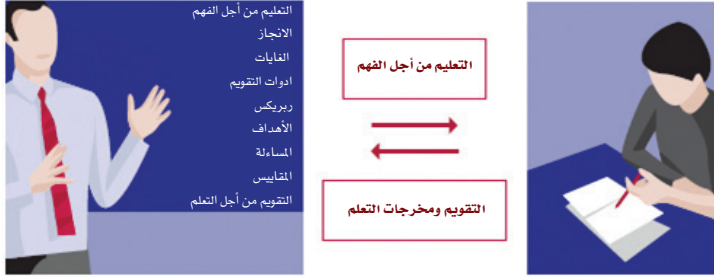 التعليم من أجل الفهم
الانجاز
الغايات
ادوات التقويم
ربريكس
الأهداف
المساءلة
المقاييس
التقويم من أجل التعلم
التعليم من أجل الفهم
التقويم ومخرجات التعلم